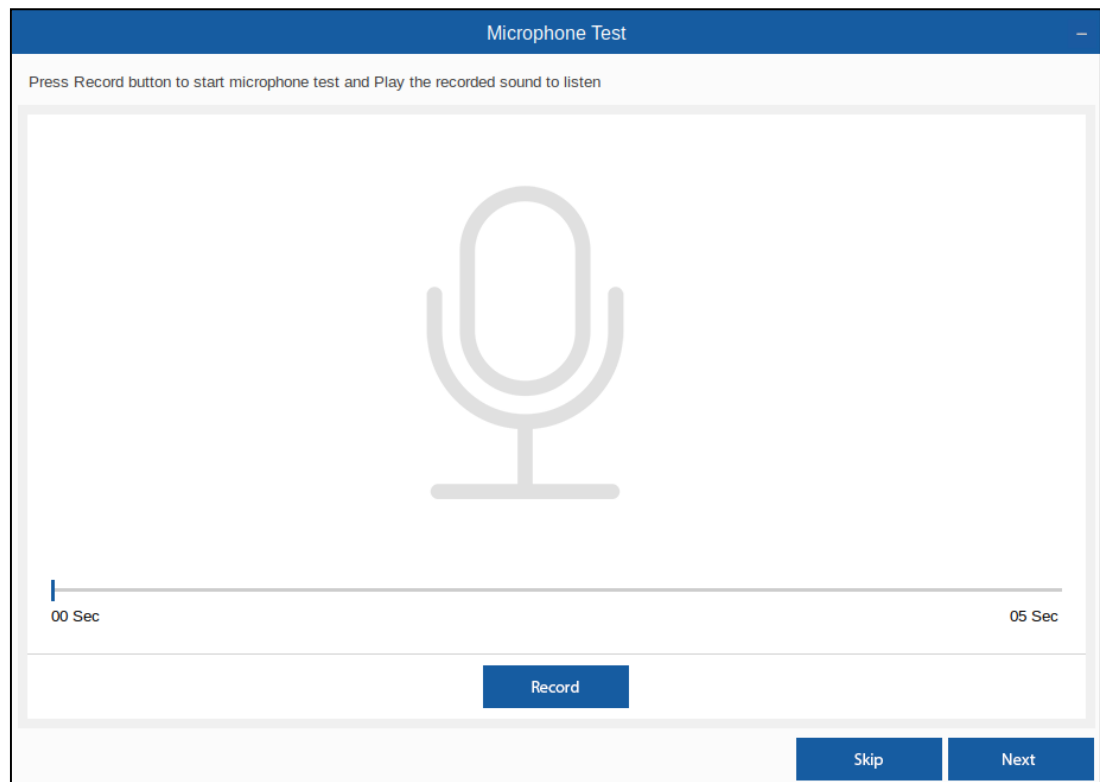 Microphone Test
Press Record button to start microphone test and Play the recorded sound to listen
00 Sec
05 Sec
Record
Skip
Next